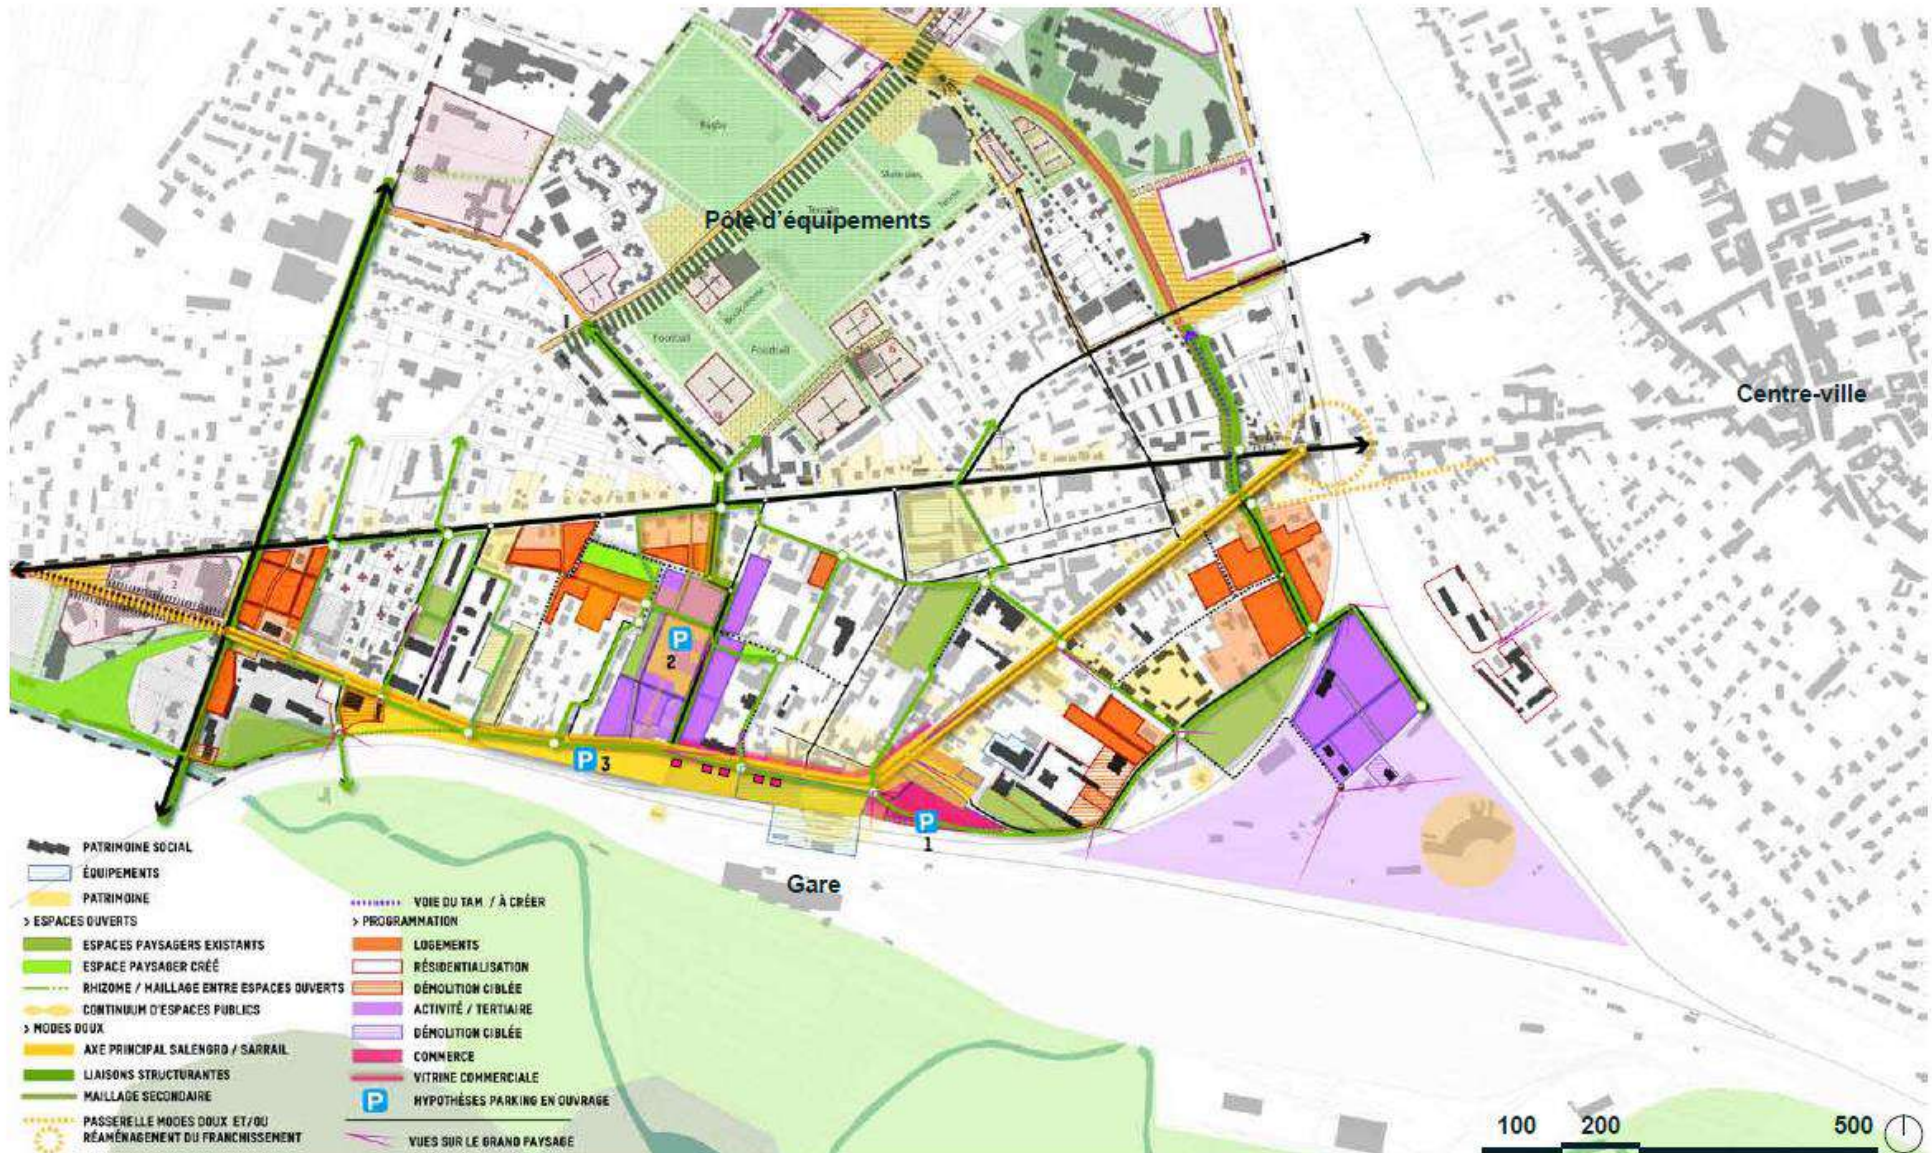 Rugby
Pôle d'équipements
Football
Football
Centre-ville
P
2
P 3
P
1
Gare
PATRIMOINE SOCIAL
ÉQUIPEMENTS
PATRIMOINE
> ESPACES OUVERTS
ESPACES PAYSAGERS EXISTANTS
ESPACE PAYSAGER CRÉÉ
RHIZOME / MAILLAGE ENTRE ESPACES OUVERTS
CONTINUUM D'ESPACES PUBLICS
> MODES DOUX
AXE PRINCIPAL SALENGRO / SARRAIL
LIAISONS STRUCTURANTES
MAILLAGE SECONDAIRE
PASSERELLE MODES DOUX ET/OU
RÉAMÉNAGEMENT DU FRANCHISSEMENT
VOIE DU TAM / À CRÉER
> PROGRAMMATION
LOGEMENTS
RÉSIDENTIALISATION
DÉMOLITION CIBLÉE
ACTIVITÉ / TERTIAIRE
DÉMOLITION CIBLÉE
COMMERCE
VITRINE COMMERCIALE
P HYPOTHÈSES PARKING EN OUVRAGE
VUES SUR LE GRAND PAYSAGE
100 200 500